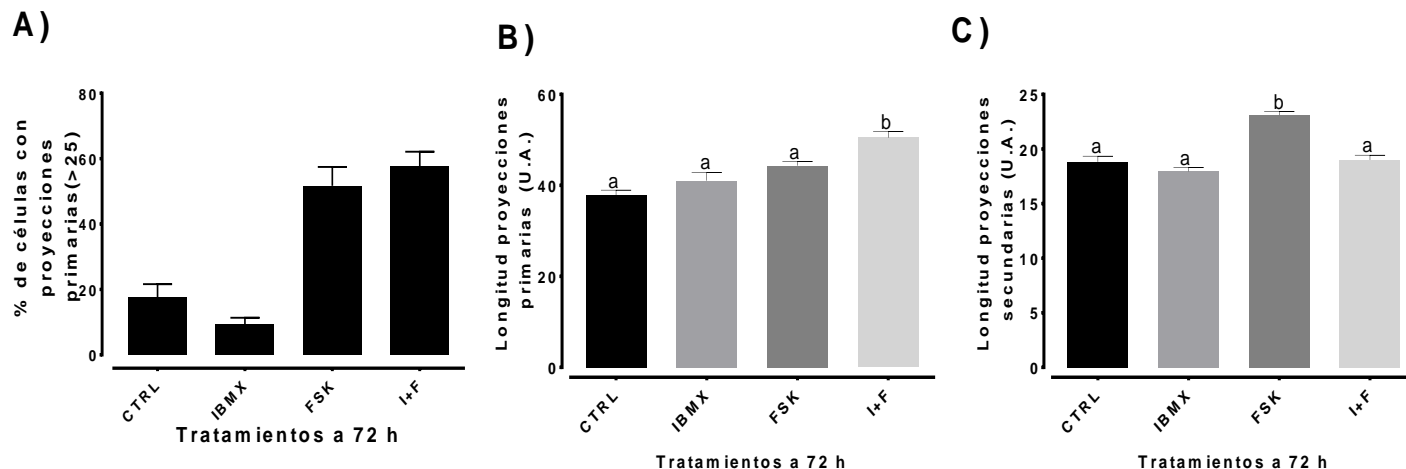 A)
% de células con
proyecciones
primarias(>25)
80
260
40
20
0
CTRL
IBMX
FSK
I+F
Tratamientos a 72 h
B)
Longitud proyecciones
primarias (U.A.)
60
40
20
0
a
a
a
b
CTRL
IBMX
FSK
I+F
Tratamientos a 72 h
C)
Longitud proyecciones
secundarias (U.A.)
25
20
15
10
5
0
a
a
b
a
CTRL
IBMX
FSK
I+F
Tratamientos a 72 h